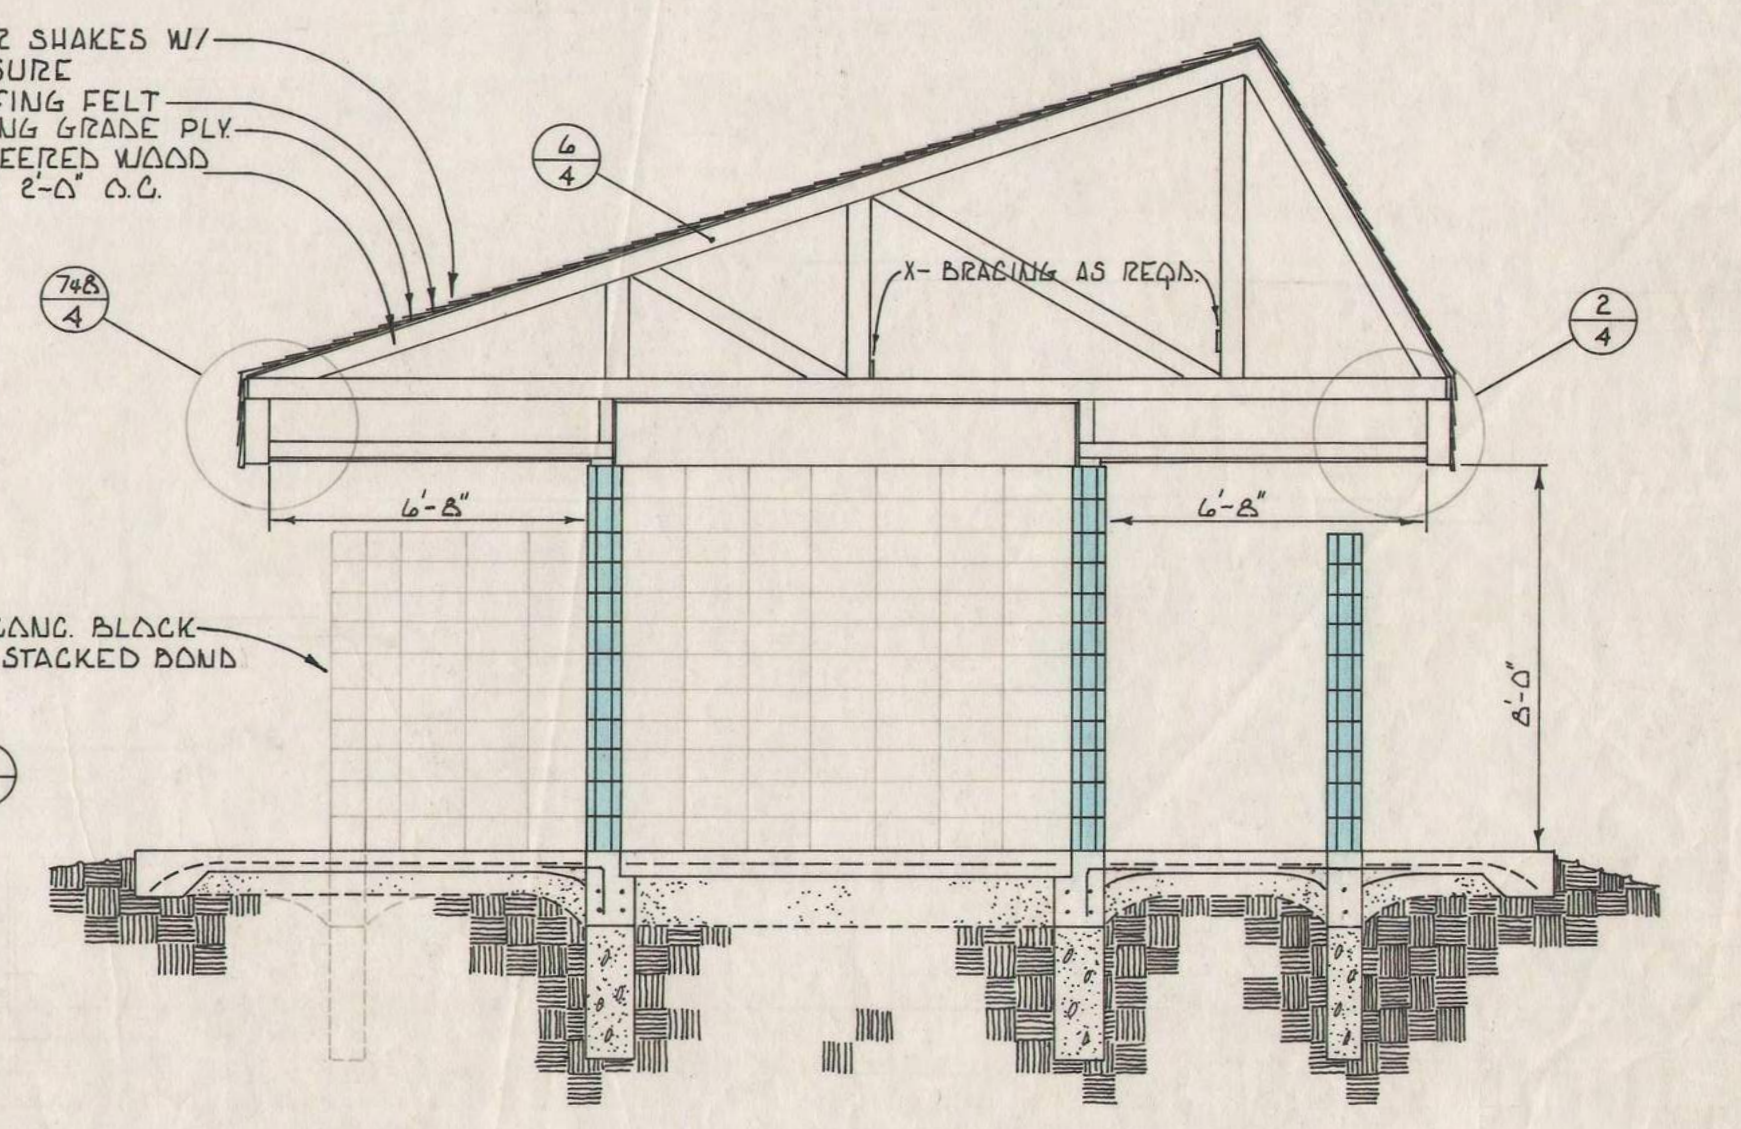 SHAKES W/
SURE
FING FELT
NG GRADE PLY.
EERED WOOD
2'-0" O.C.
6
4
7&8
4
X-BRACING AS REQD.
2
4
6'-8"
6'-8"
CONC. BLOCK
STACKED BOND
8'-0"